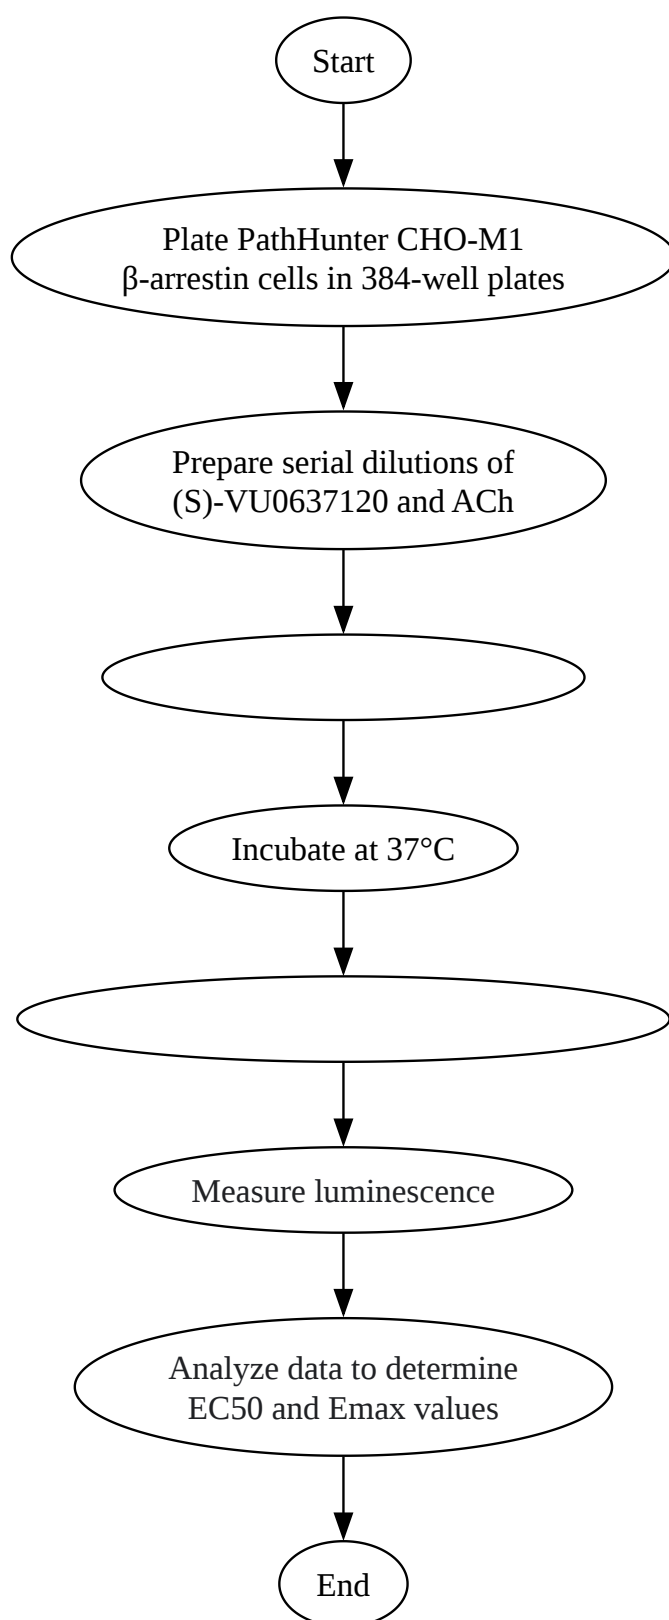 Start
Plate PathHunter CHO-M1
β-arrestin cells in 384-well plates
Prepare serial dilutions of
(S)-VU0637120 and ACh
Incubate at 37°C
Measure luminescence
Analyze data to determine
EC50 and Emax values
End